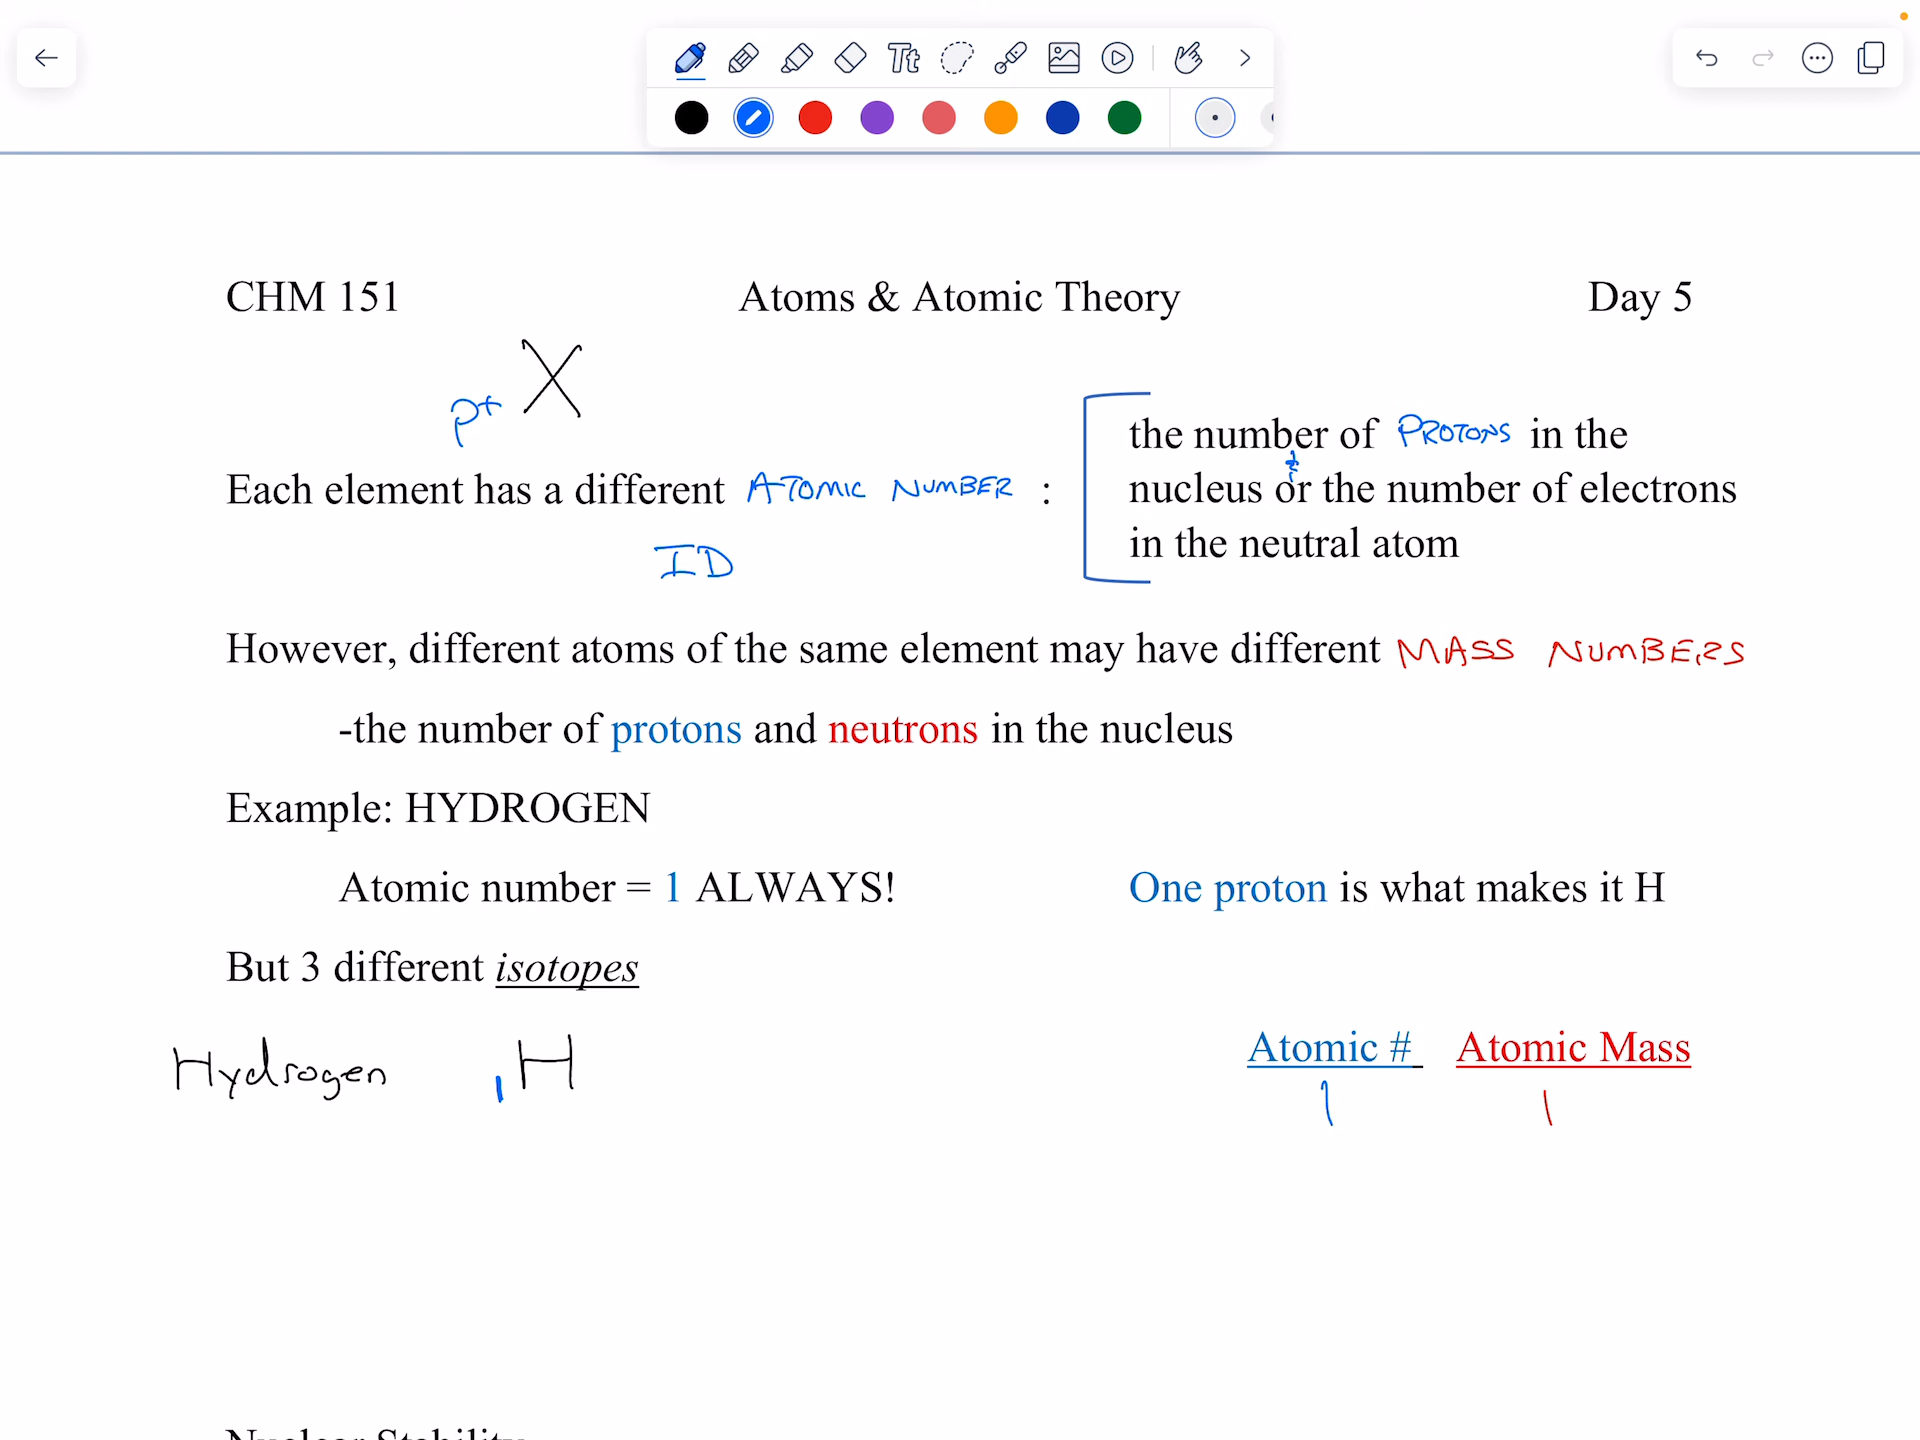 Tt
CHM 151 Atoms & Atomic Theory Day 5
X
p+
the number of PROTONS in the
Each element has a different ATOMIC NUMBER : nucleus or the number of electrons
in the neutral atom
ID
However, different atoms of the same element may have different MASS NUMBERS
-the number of protons and neutrons in the nucleus
Example: HYDROGEN
Atomic number = 1 ALWAYS! One proton is what makes it H
But 3 different isotopes
Hydrogen 1H Atomic # Atomic Mass
1 1
Nuclear Stability